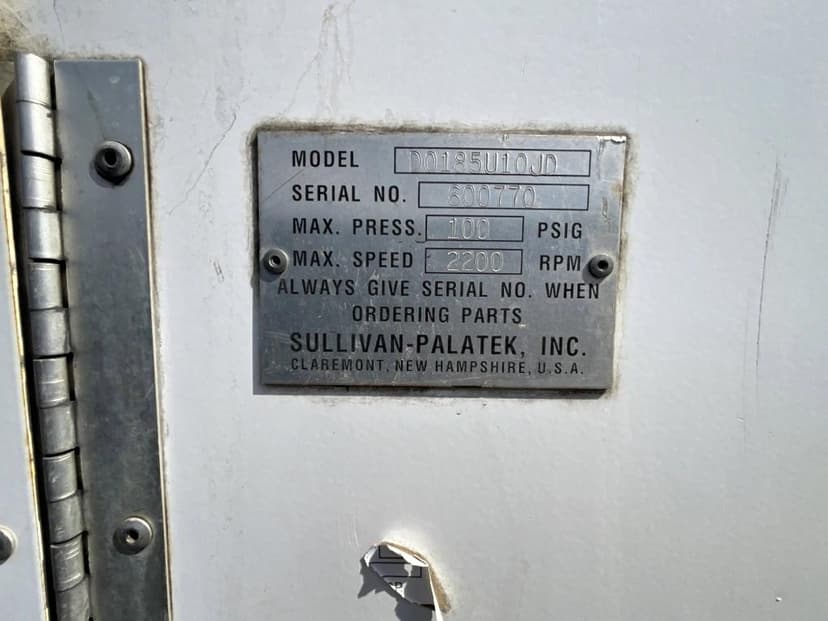 MODEL D0185U10JD
SERIAL NO. 600770
MAX. PRESS. 100 PSIG
MAX. SPEED 2200 RPM
ALWAYS GIVE SERIAL NO. WHEN
ORDERING PARTS
SULLIVAN-PALATEK, INC.
CLAREMONT, NEW HAMPSHIRE, U.S.A.